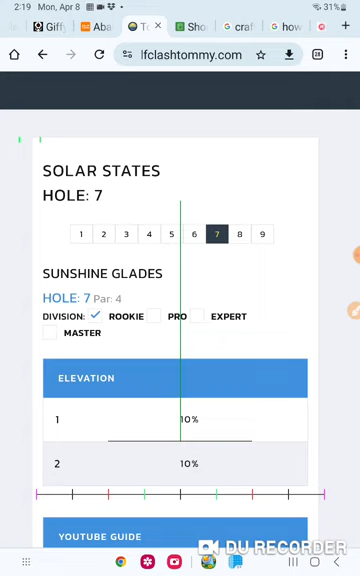 2:19 Mon, Apr 8 31%
Giffy Aba To Sho craf how
lfclashtommy.com 28
SOLAR STATES
HOLE: 7
1 2 3 4 5 6 7 8 9
SUNSHINE GLADES
HOLE: 7 Par: 4
DIVISION: ROOKIE PRO EXPERT
MASTER
ELEVATION
1 10%
2 10%
DU RECORDER
YOUTUBE GUIDE